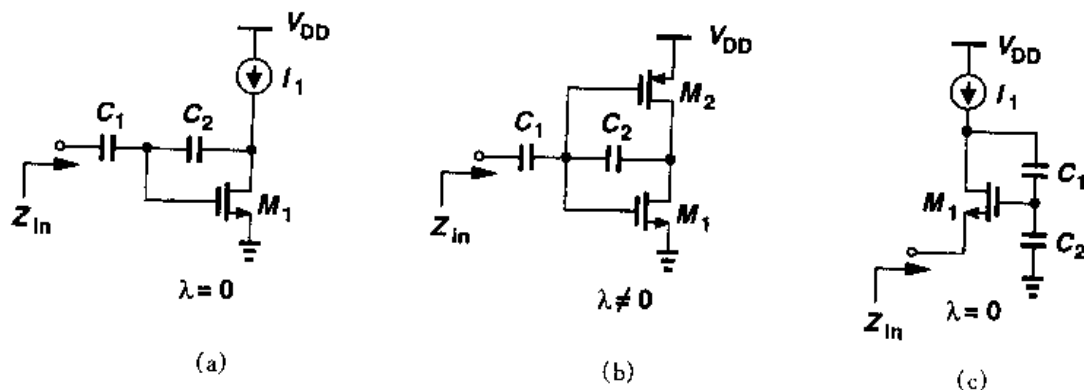 V_DD
I_1
C_1
C_2
M_1
Z_in
λ = 0
(a)
V_DD
M_2
C_1
C_2
M_1
Z_in
λ ≠ 0
(b)
V_DD
I_1
C_1
M_1
C_2
Z_in
λ = 0
(c)